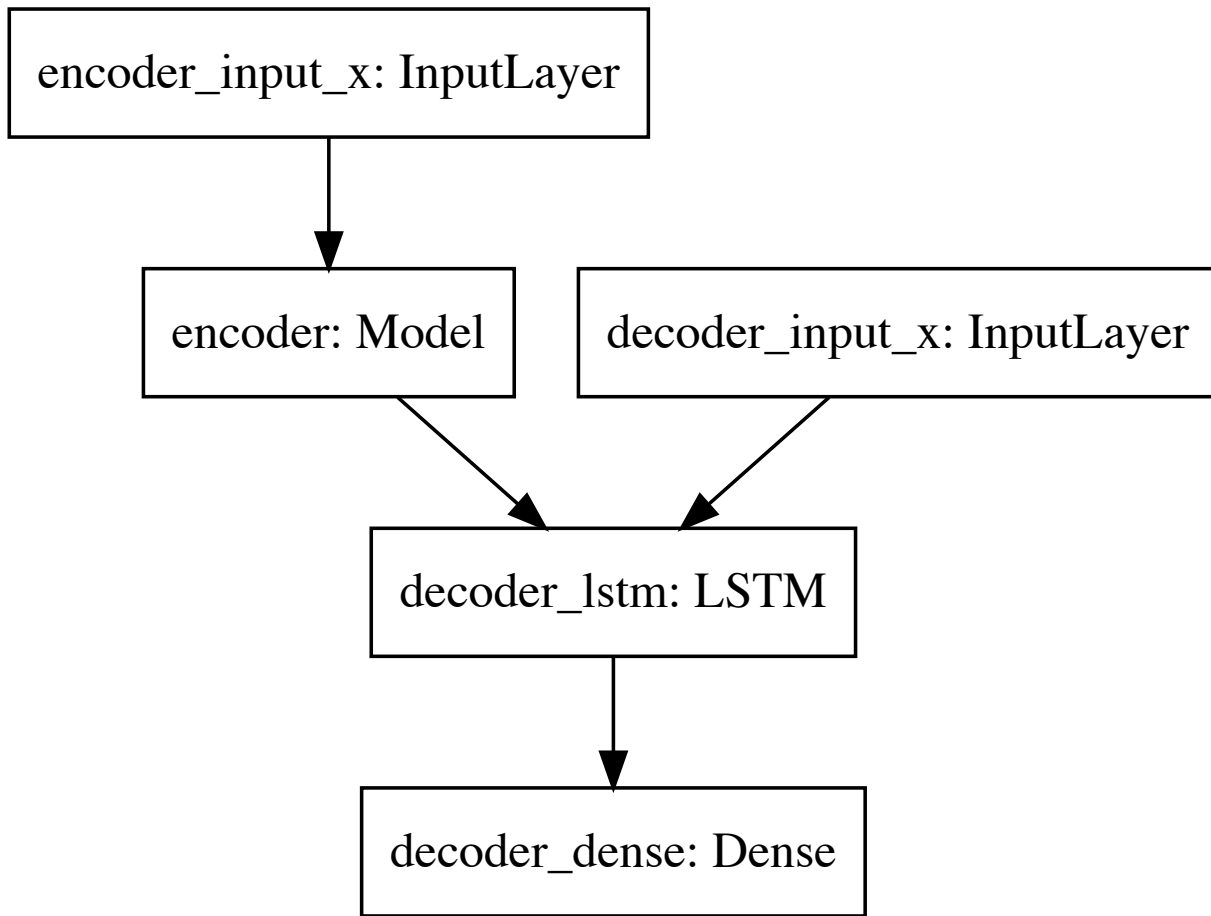 encoder_input_x: InputLayer
encoder: Model
decoder_input_x: InputLayer
decoder_lstm: LSTM
decoder_dense: Dense